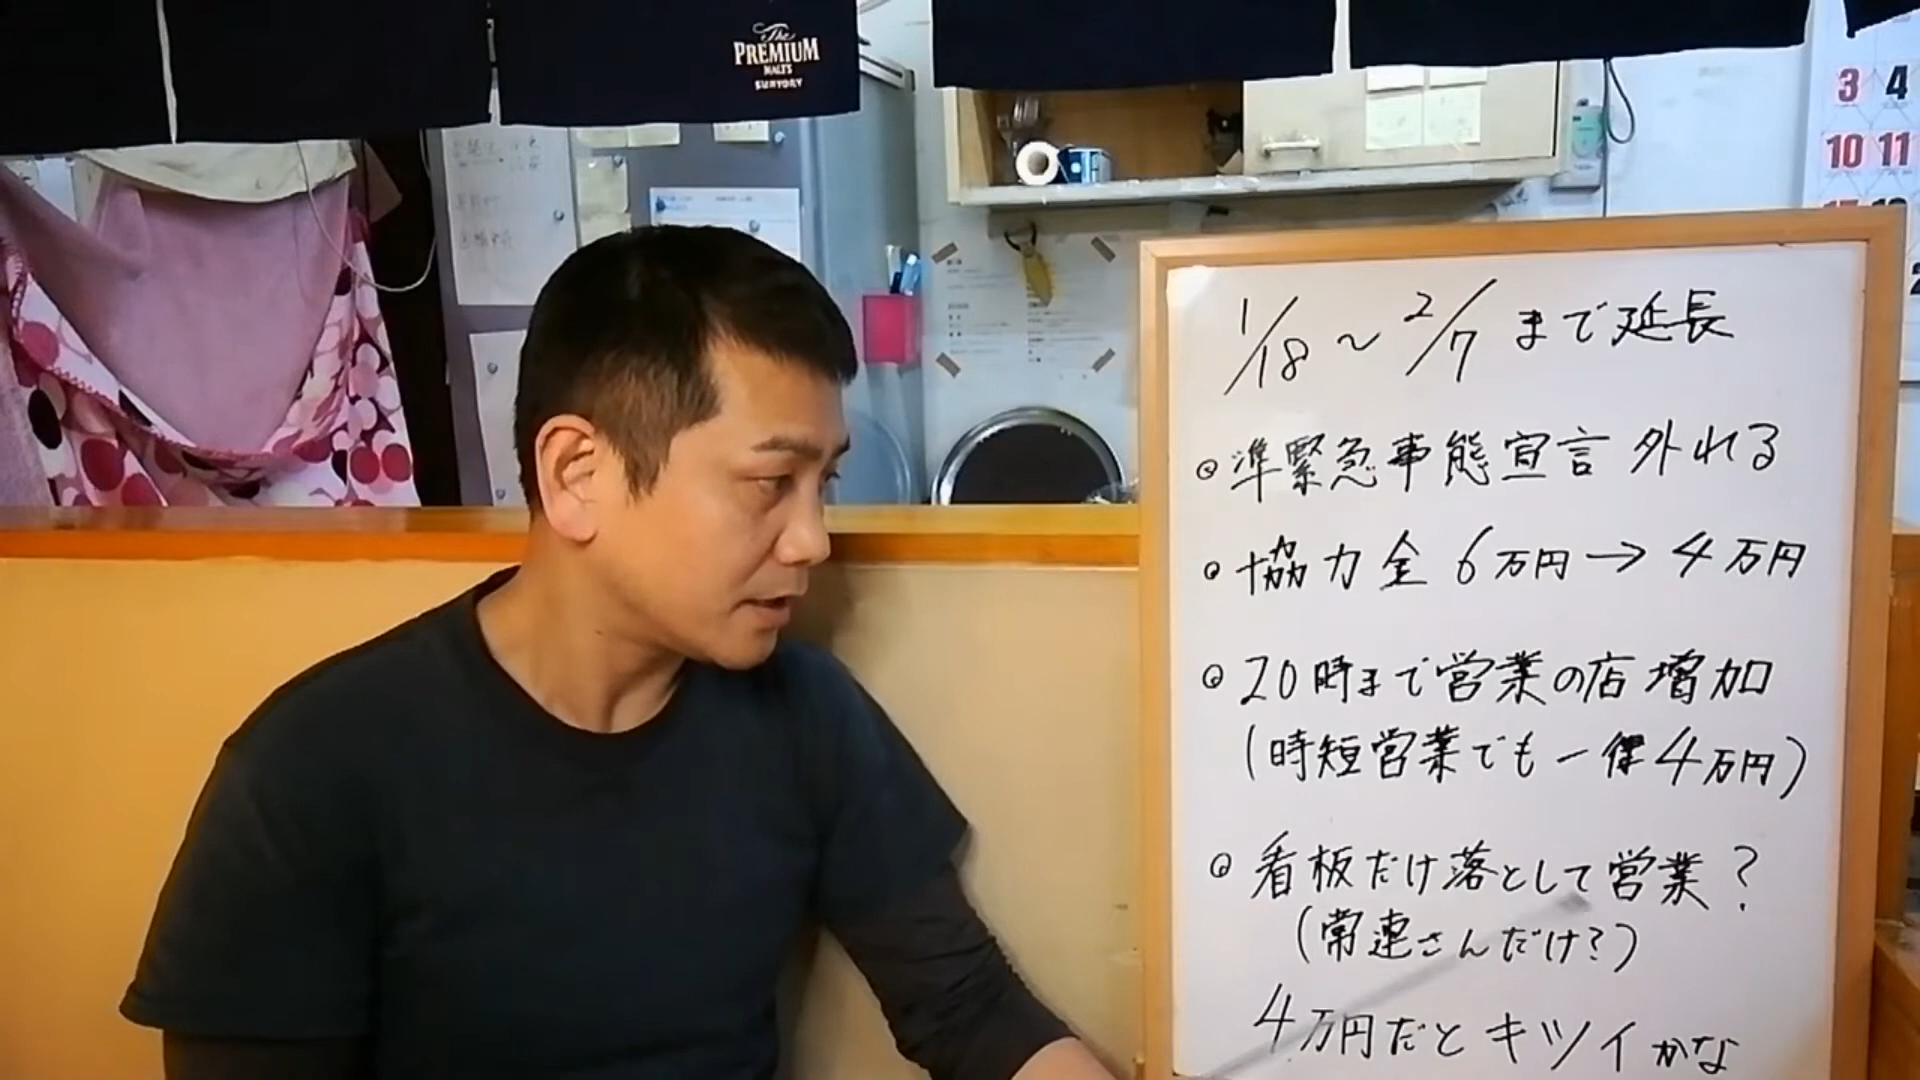 The
PREMIUM
MALT'S
SUNTORY
3 4
10 11
1/18 ~ 2/7 まで延長
準緊急事態宣言 外れる
協力金 6万円→4万円
20時まで営業の店増加
(時短営業でも一律4万円)
看板だけ落として営業?
(常連さんだけ?)
4万円だとキツイかな